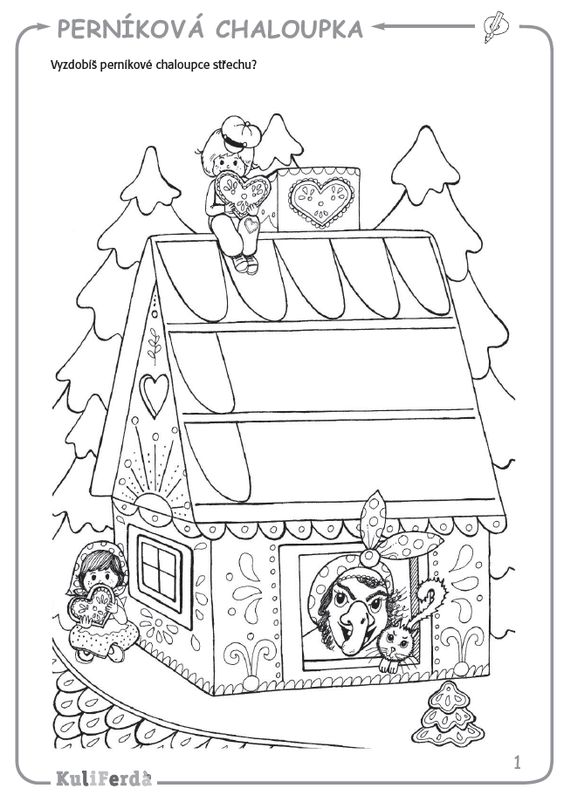 PERNÍKOVÁ CHALOUPKA
Vyzdobíš perníkové chaloupce střechu?
1
KuliFerda